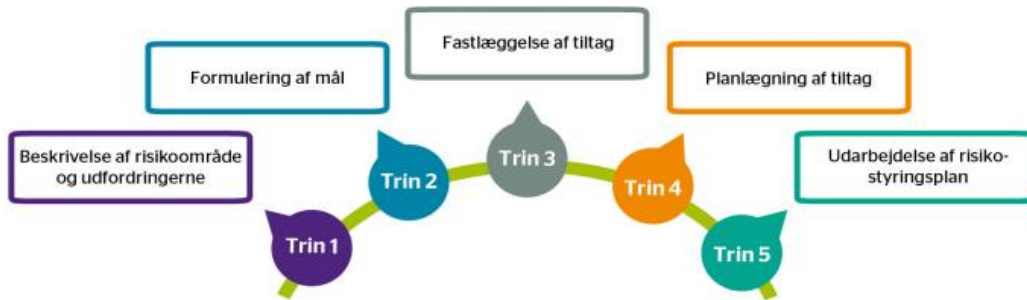 Beskrivelse af risikoområde
og udfordringerne
Trin 1
Formulering af mål
Trin 2
Fastlæggelse af tiltag
Trin 3
Planlægning af tiltag
Trin 4
Udarbejdelse af risiko-
styringsplan
Trin 5